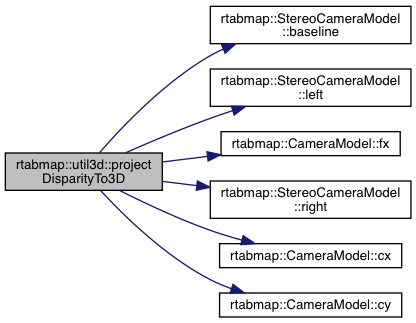 rtabmap::util3d::project
DisparityTo3D
rtabmap::StereoCameraModel
::baseline
rtabmap::StereoCameraModel
::left
rtabmap::CameraModel::fx
rtabmap::StereoCameraModel
::right
rtabmap::CameraModel::cx
rtabmap::CameraModel::cy